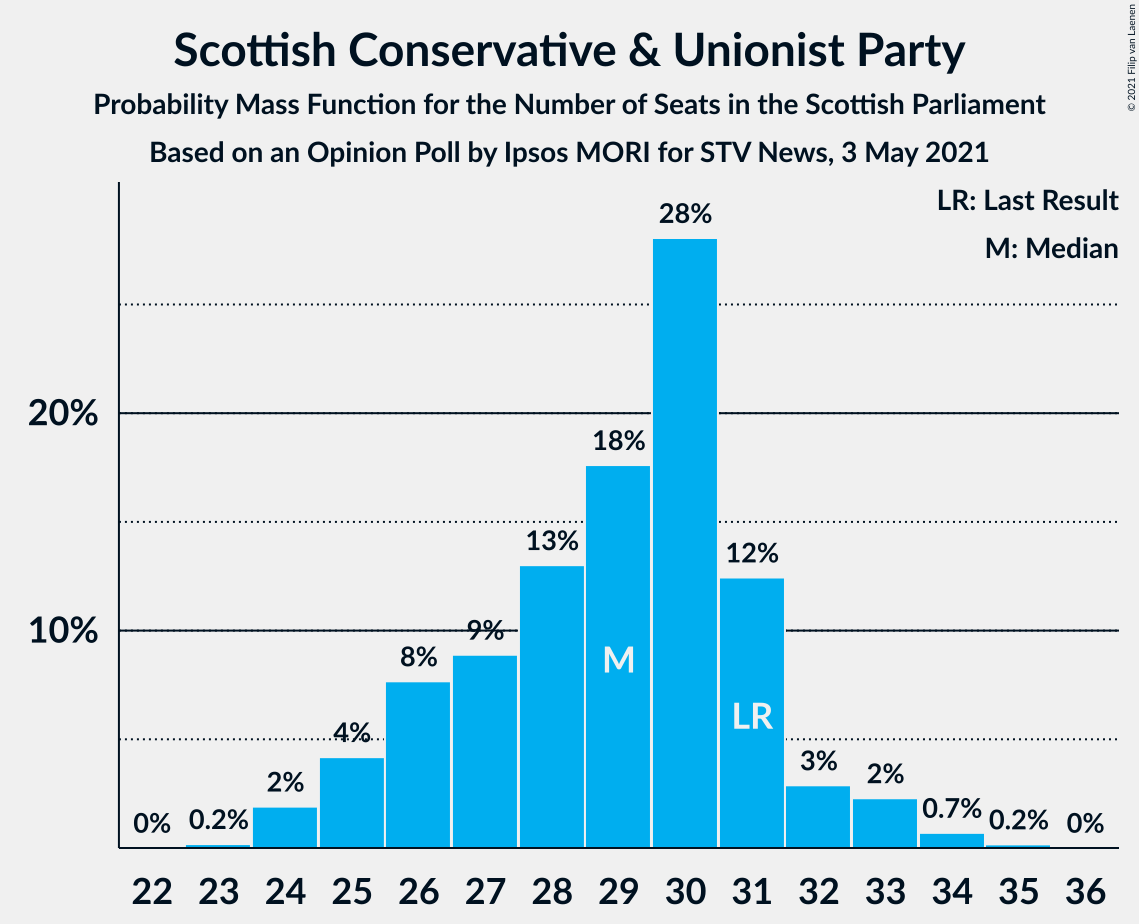 Scottish Conservative & Unionist Party
Probability Mass Function for the Number of Seats in the Scottish Parliament
Based on an Opinion Poll by Ipsos MORI for STV News, 3 May 2021
© 2021 Filip van Laenen
LR: Last Result
M: Median
20%
10%
0%
0.2%
2%
4%
8%
9%
13%
18%
28%
12%
3%
2%
0.7%
0.2%
0%
M
LR
22 23 24 25 26 27 28 29 30 31 32 33 34 35 36